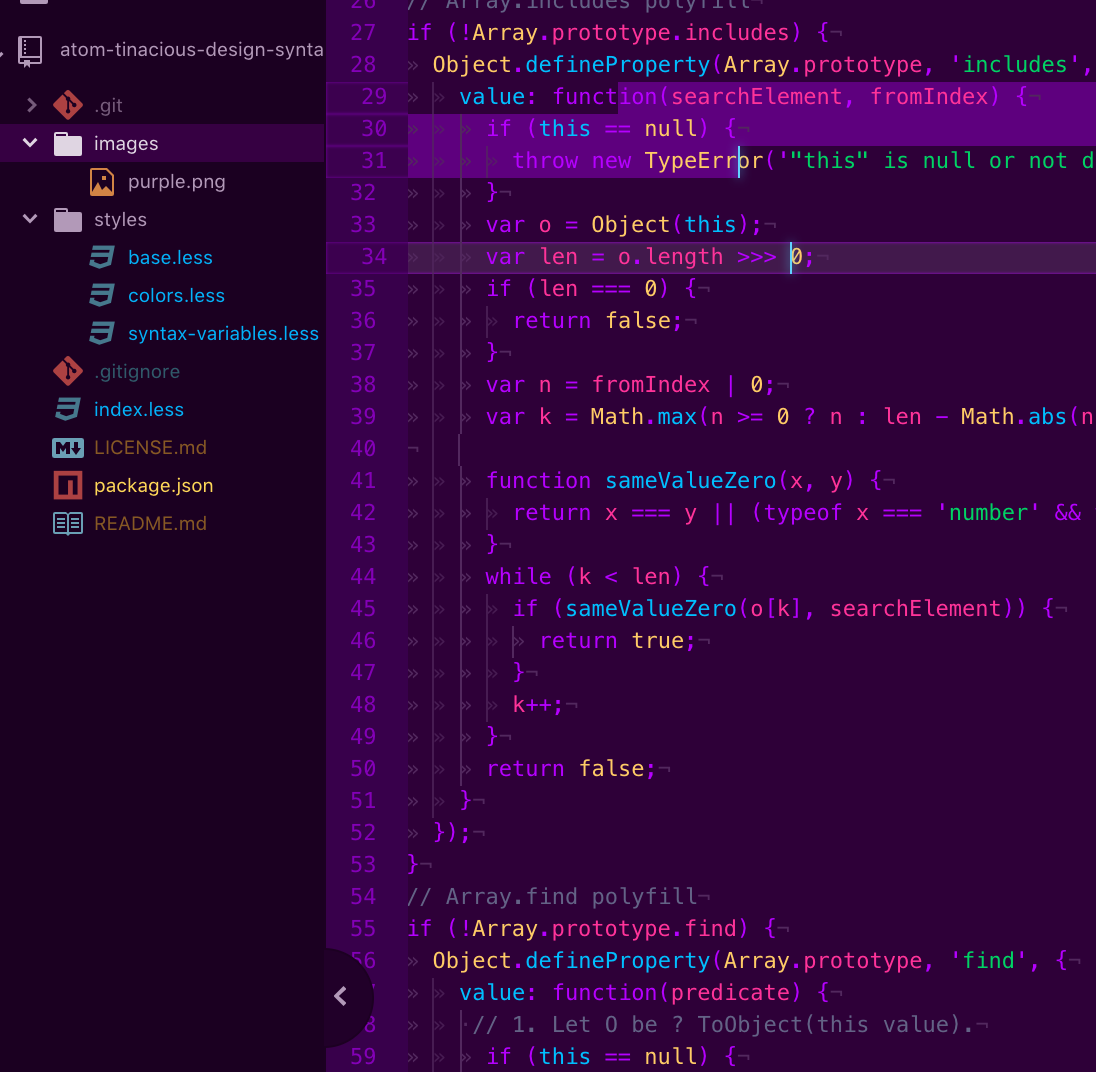 atom-tinacious-design-synta
.git
images
purple.png
styles
base.less
colors.less
syntax-variables.less
.gitignore
index.less
LICENSE.md
package.json
README.md
26 // Array.includes polyfill¬
27 if (!Array.prototype.includes) {¬
28 » Object.defineProperty(Array.prototype, 'includes',
29 » » value: function(searchElement, fromIndex) {¬
30 » » » if (this == null) {¬
31 » » » » throw new TypeError('"this" is null or not d
32 » » » }¬
33 » » » var o = Object(this);¬
34 » » » var len = o.length >>> 0;¬
35 » » » if (len === 0) {¬
36 » » » » return false;¬
37 » » » }¬
38 » » » var n = fromIndex | 0;¬
39 » » » var k = Math.max(n >= 0 ? n : len - Math.abs(n
40 ¬
41 » » » function sameValueZero(x, y) {¬
42 » » » » return x === y || (typeof x === 'number' &&
43 » » » }¬
44 » » » while (k < len) {¬
45 » » » » if (sameValueZero(o[k], searchElement)) {¬
46 » » » » » return true;¬
47 » » » » }¬
48 » » » » k++;¬
49 » » » }¬
50 » » » return false;¬
51 » » }¬
52 » });¬
53 }¬
54 // Array.find polyfill¬
55 if (!Array.prototype.find) {¬
56 » Object.defineProperty(Array.prototype, 'find', {¬
» » value: function(predicate) {¬
8 » » ·// 1. Let O be ? ToObject(this value).¬
59 » » » if (this == null) {¬